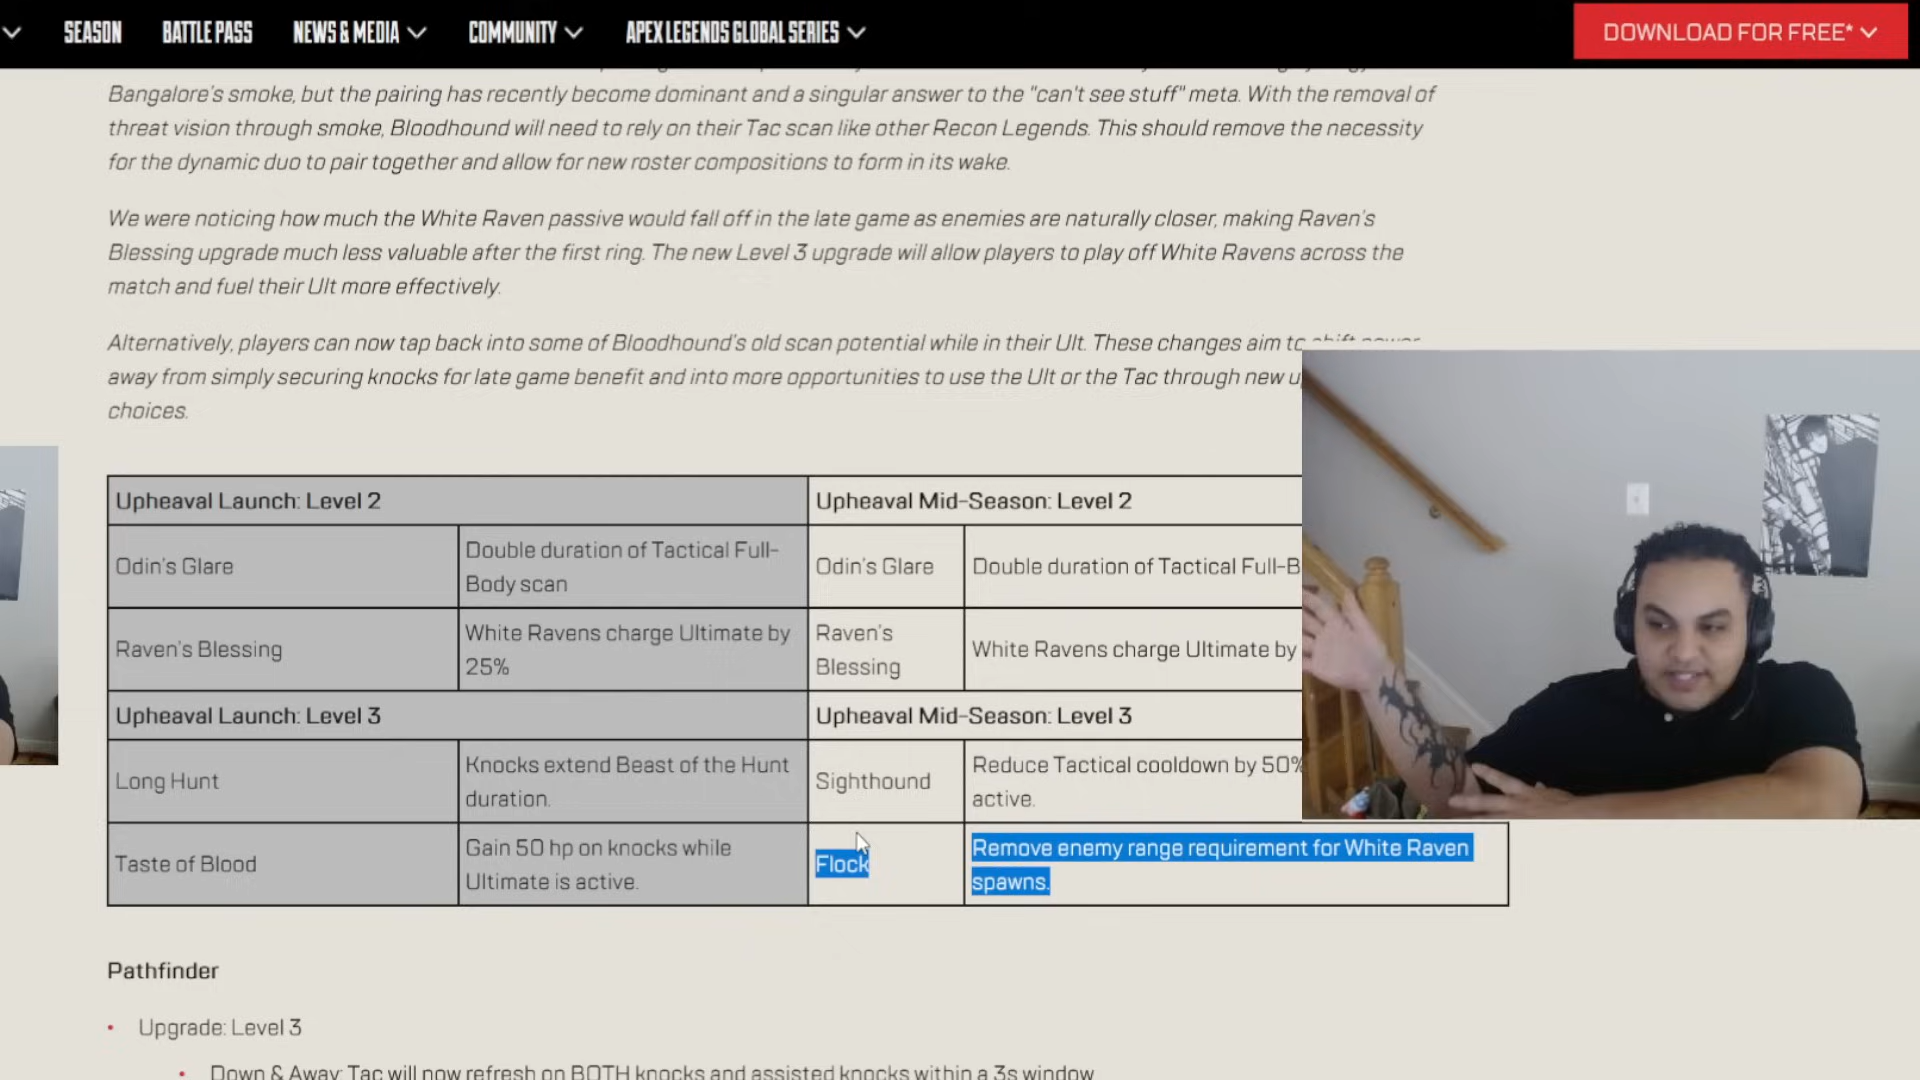 SEASON BATTLE PASS NEWS & MEDIA COMMUNITY APEX LEGENDS GLOBAL SERIES DOWNLOAD FOR FREE*
Bangalore's smoke, but the pairing has recently become dominant and a singular answer to the "can't see stuff" meta. With the removal of
threat vision through smoke, Bloodhound will need to rely on their Tac scan like other Recon Legends. This should remove the necessity
for the dynamic duo to pair together and allow for new roster compositions to form in its wake.
We were noticing how much the White Raven passive would fall off in the late game as enemies are naturally closer, making Raven's
Blessing upgrade much less valuable after the first ring. The new Level 3 upgrade will allow players to play off White Ravens across the
match and fuel their Ult more effectively.
Alternatively, players can now tap back into some of Bloodhound's old scan potential while in their Ult. These changes aim to shift power
away from simply securing knocks for late game benefit and into more opportunities to use the Ult or the Tac through new
choices.
Upheaval Launch: Level 2 Upheaval Mid-Season: Level 2
Odin's Glare Double duration of Tactical Full-
Body scan Odin's Glare Double duration of Tactical Full-B
Raven's Blessing White Ravens charge Ultimate by
25% Raven's
Blessing White Ravens charge Ultimate by
Upheaval Launch: Level 3 Upheaval Mid-Season: Level 3
Long Hunt Knocks extend Beast of the Hunt
duration. Sighthound Reduce Tactical cooldown by 50%
active.
Taste of Blood Gain 50 hp on knocks while
Ultimate is active. Flock Remove enemy range requirement for White Raven
spawns.
Pathfinder
• Upgrade: Level 3
• Down & Away: Tac will now refresh on BOTH knocks and assisted knocks within a 3s window